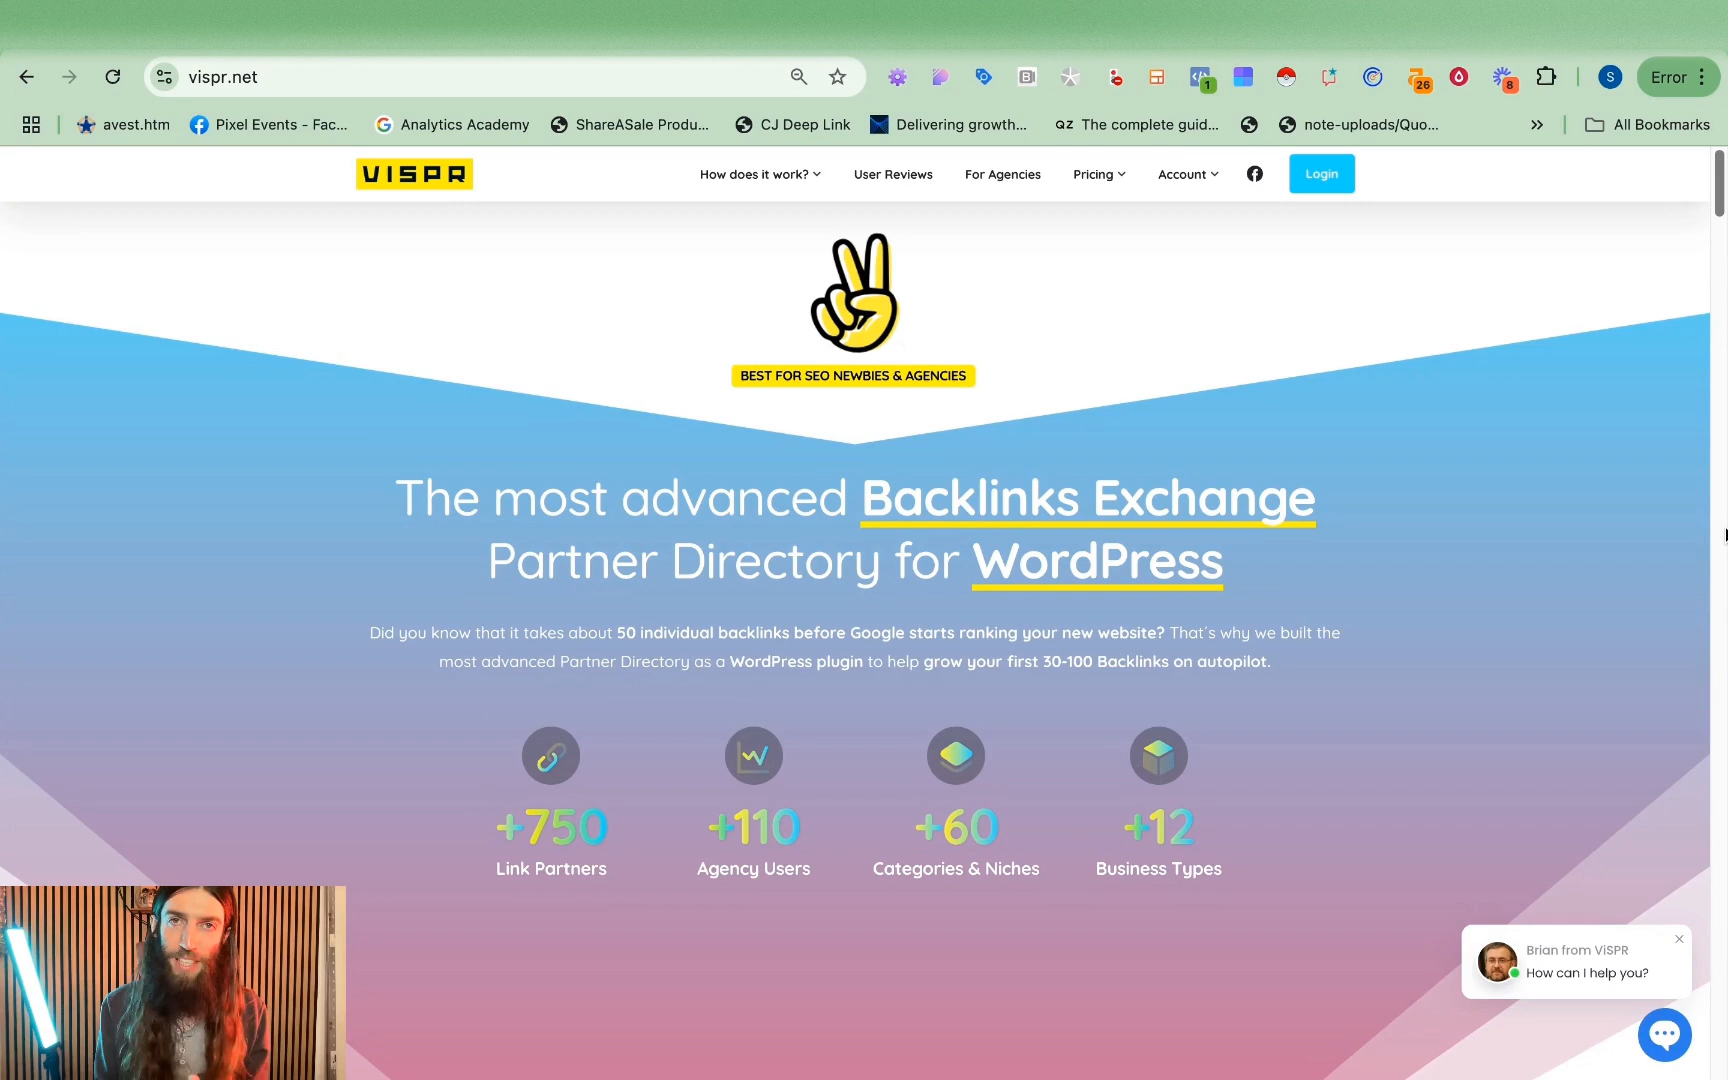 vispr.net
1
26
8
S
Error
avest.htm
Pixel Events - Fac...
Analytics Academy
ShareASale Produ...
CJ Deep Link
Delivering growth...
QZ The complete guid...
note-uploads/Quo...
All Bookmarks
VISPR
How does it work?
User Reviews
For Agencies
Pricing
Account
Login
BEST FOR SEO NEWBIES & AGENCIES
The most advanced Backlinks Exchange
Partner Directory for WordPress
Did you know that it takes about 50 individual backlinks before Google starts ranking your new website? That´s why we built the
most advanced Partner Directory as a WordPress plugin to help grow your first 30-100 Backlinks on autopilot.
+750
Link Partners
+110
Agency Users
+60
Categories & Niches
+12
Business Types
Brian from ViSPR
How can I help you?